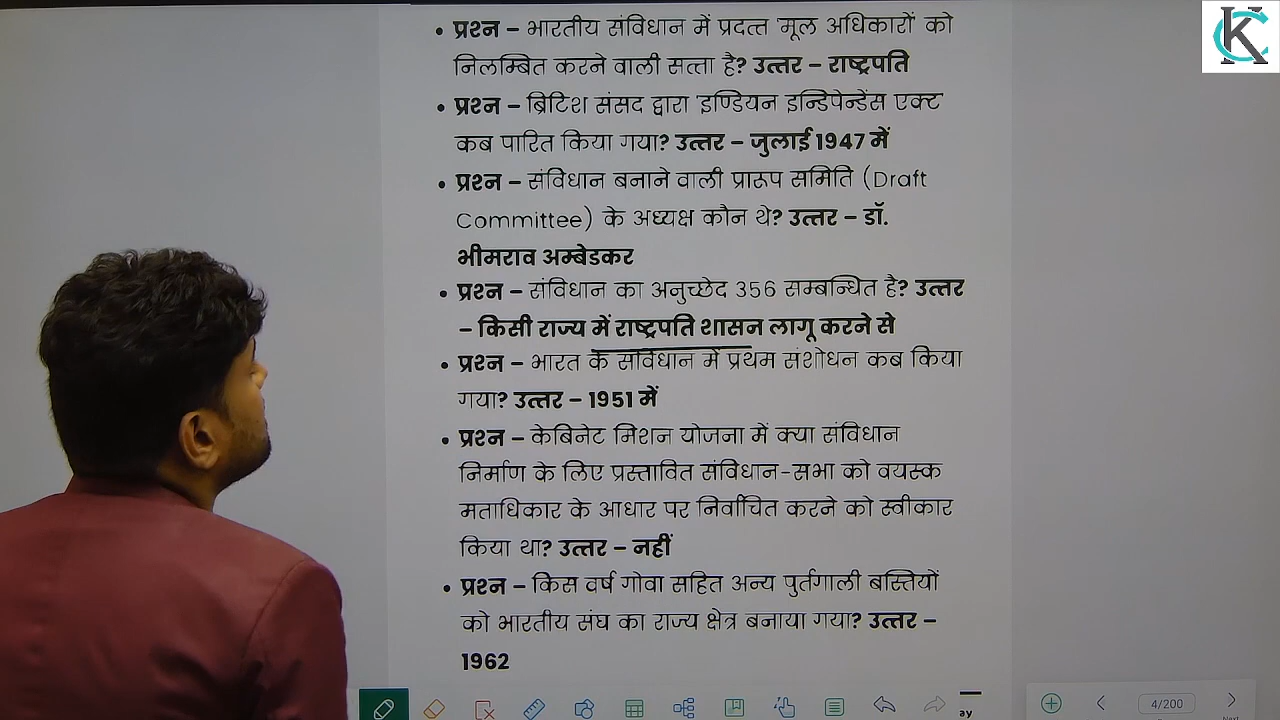 KC
• प्रश्न – भारतीय संविधान में प्रदत्त 'मूल अधिकारों' को
निलम्बित करने वाली सत्ता है? उत्तर – राष्ट्रपति
• प्रश्न – ब्रिटिश संसद द्वारा 'इण्डियन इन्डिपेन्डेंस एक्ट'
कब पारित किया गया? उत्तर – जुलाई 1947 में
• प्रश्न – संविधान बनाने वाली प्रारूप समिति (Draft
Committee) के अध्यक्ष कौन थे? उत्तर – डॉ.
भीमराव अम्बेडकर
• प्रश्न – संविधान का अनुच्छेद 356 सम्बन्धित है? उत्तर
– किसी राज्य में राष्ट्रपति शासन लागू करने से
• प्रश्न – भारत के संविधान में प्रथम संशोधन कब किया
गया? उत्तर – 1951 में
• प्रश्न – केबिनेट मिशन योजना में क्या संविधान
निर्माण के लिए प्रस्तावित संविधान-सभा को वयस्क
मताधिकार के आधार पर निर्वाचित करने को स्वीकार
किया था? उत्तर – नहीं
• प्रश्न – किस वर्ष गोवा सहित अन्य पुर्तगाली बस्तियों
को भारतीय संघ का राज्य क्षेत्र बनाया गया? उत्तर –
1962
4/200
Next